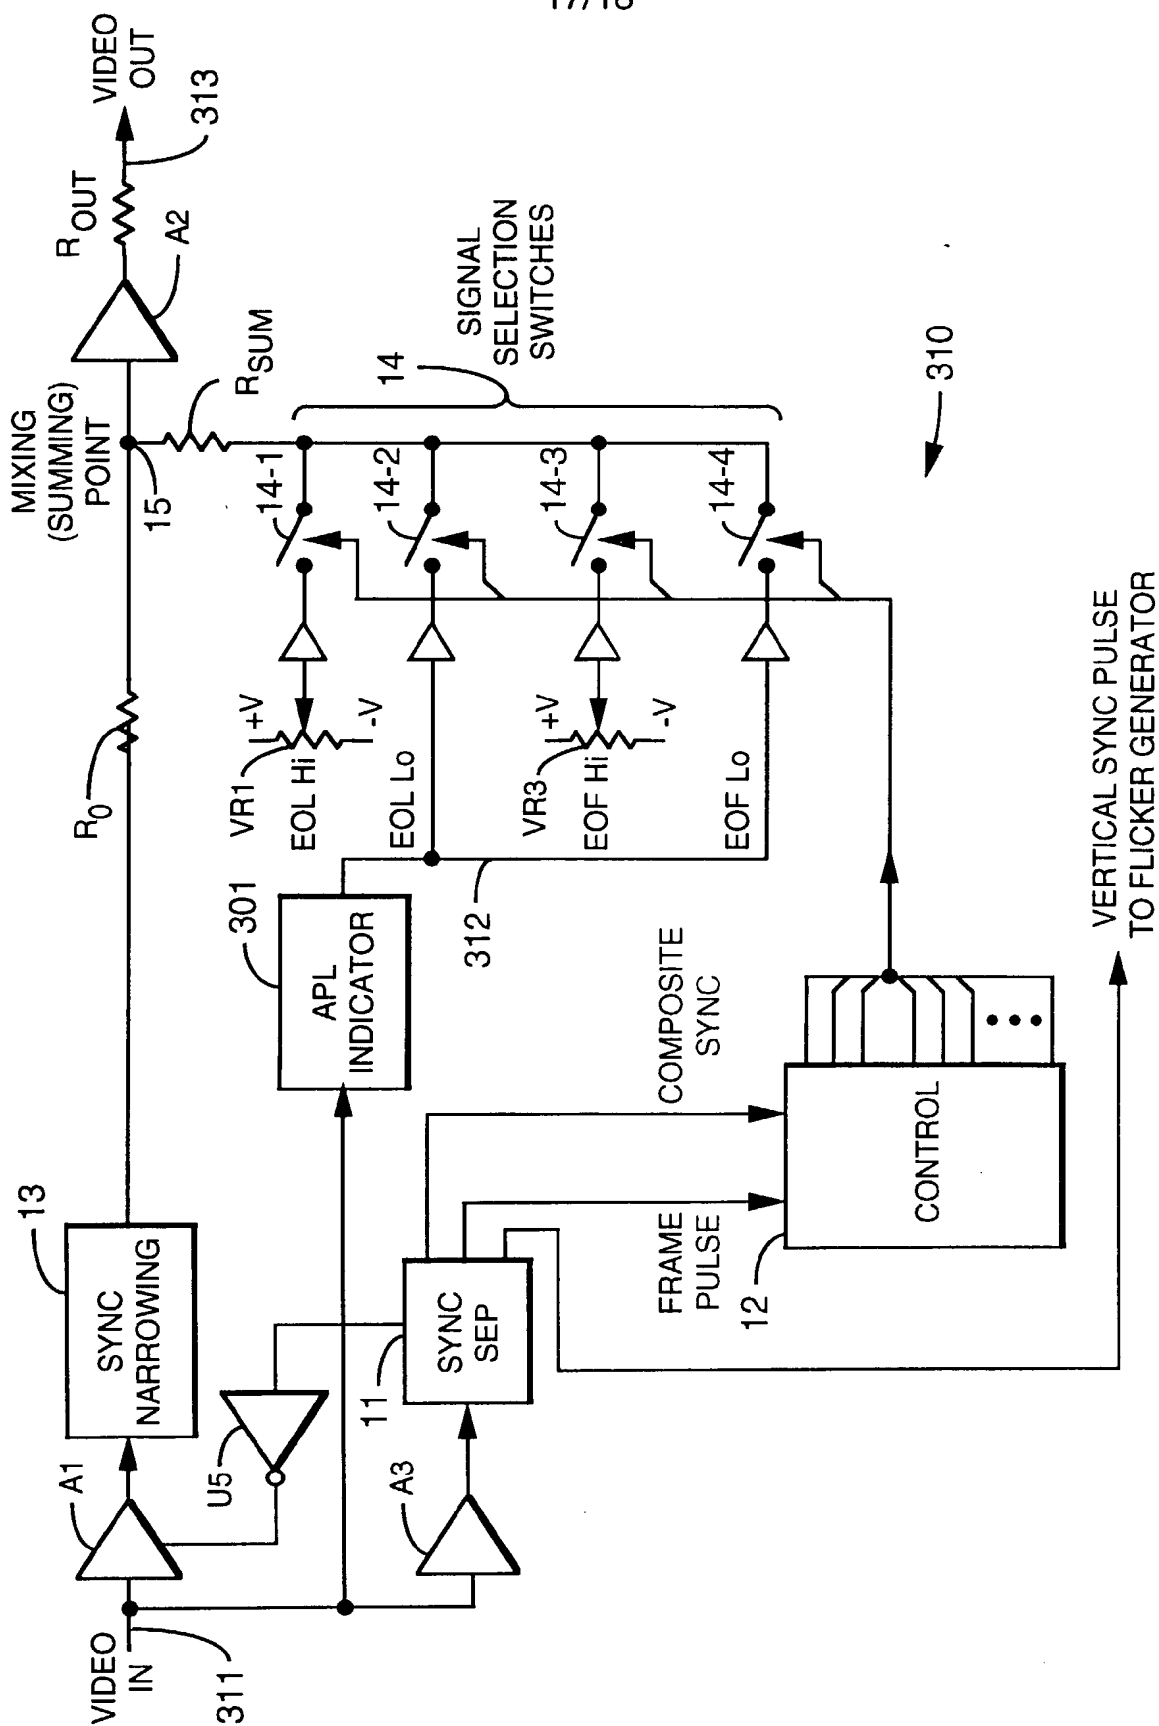 17/18
VIDEO
IN
311
A1
13
SYNC
NARROWING
R0
MIXING
(SUMMING)
POINT
15
A2
ROUT
VIDEO
OUT
313
RSUM
U5
301
APL
INDICATOR
VR1
+V
-V
EOL Hi
EOL Lo
VR3
+V
-V
EOF Hi
EOF Lo
312
14-1
14-2
14-3
14-4
14
SIGNAL
SELECTION
SWITCHES
A3
11
SYNC
SEP
COMPOSITE
SYNC
FRAME
PULSE
12
CONTROL
310
VERTICAL SYNC PULSE
TO FLICKER GENERATOR